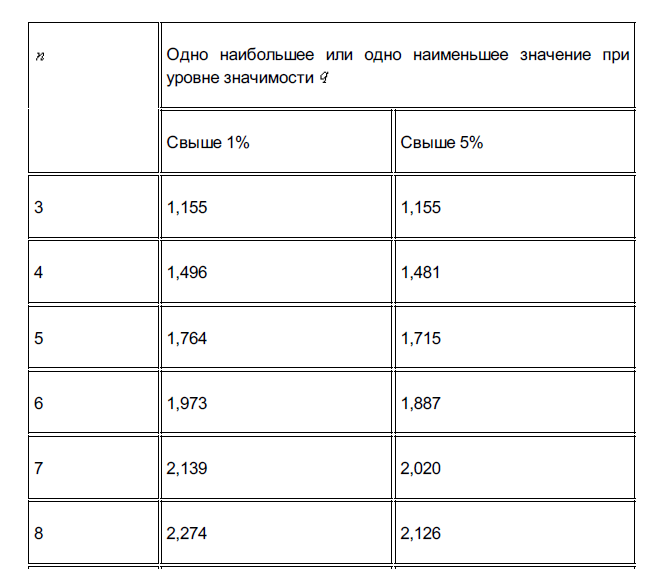 n
Одно наибольшее или одно наименьшее значение при
уровне значимости q
Свыше 1% Свыше 5%
3 1,155 1,155
4 1,496 1,481
5 1,764 1,715
6 1,973 1,887
7 2,139 2,020
8 2,274 2,126